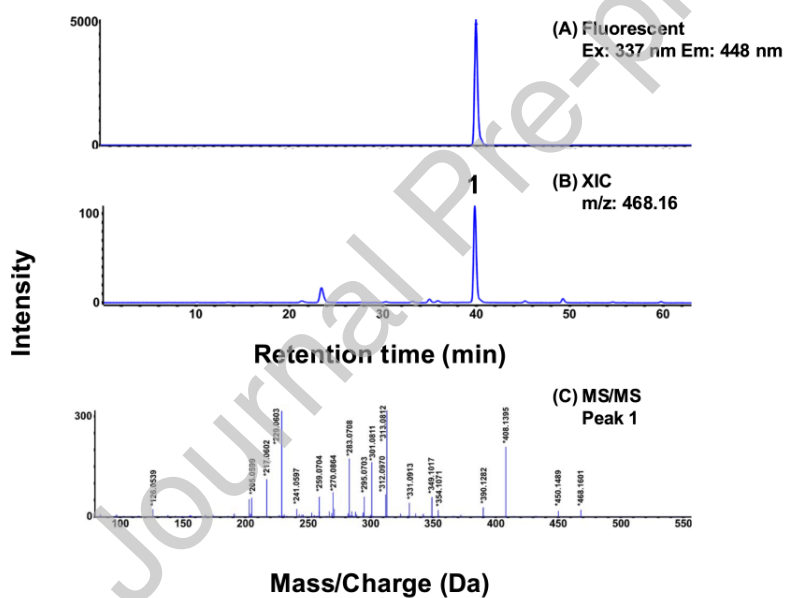 5000
0
(A) Fluorescent
Ex: 337 nm Em: 448 nm
1
(B) XIC
m/z: 468.16
100
0
10 20 30 40 50 60
Retention time (min)
Intensity
(C) MS/MS
Peak 1
300
0
*126.0539
*205.0599
*217.0602
*229.0603
*241.0597
*259.0704
*270.0864
*283.0708
*295.0703
*301.0811
*312.0970
*313.0812
*331.0913
*349.1017
*354.1071
*390.1282
*408.1395
*450.1489
*468.1601
100 150 200 250 300 350 400 450 500 550
Mass/Charge (Da)
Journal Pre-p